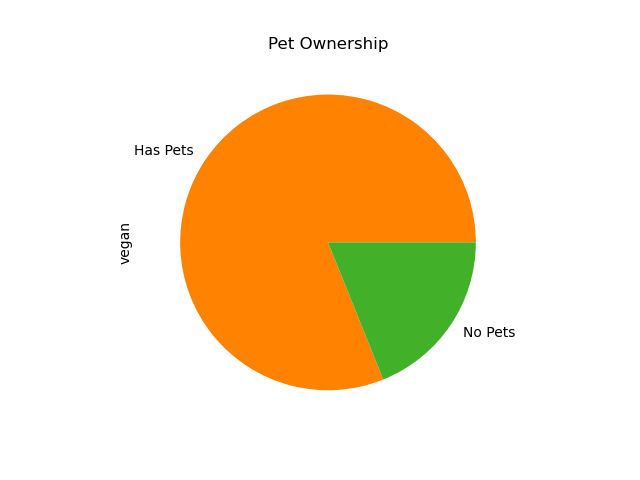 Pet Ownership
Has Pets
vegan
No Pets